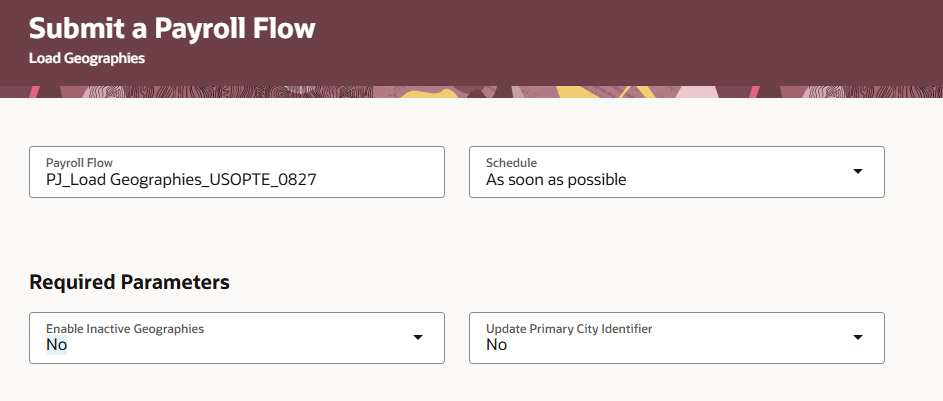 Submit a Payroll Flow
Load Geographies
Payroll Flow
PJ_Load Geographies_USOPTE_0827
Schedule
As soon as possible
Required Parameters
Enable Inactive Geographies
No
Update Primary City Identifier
No